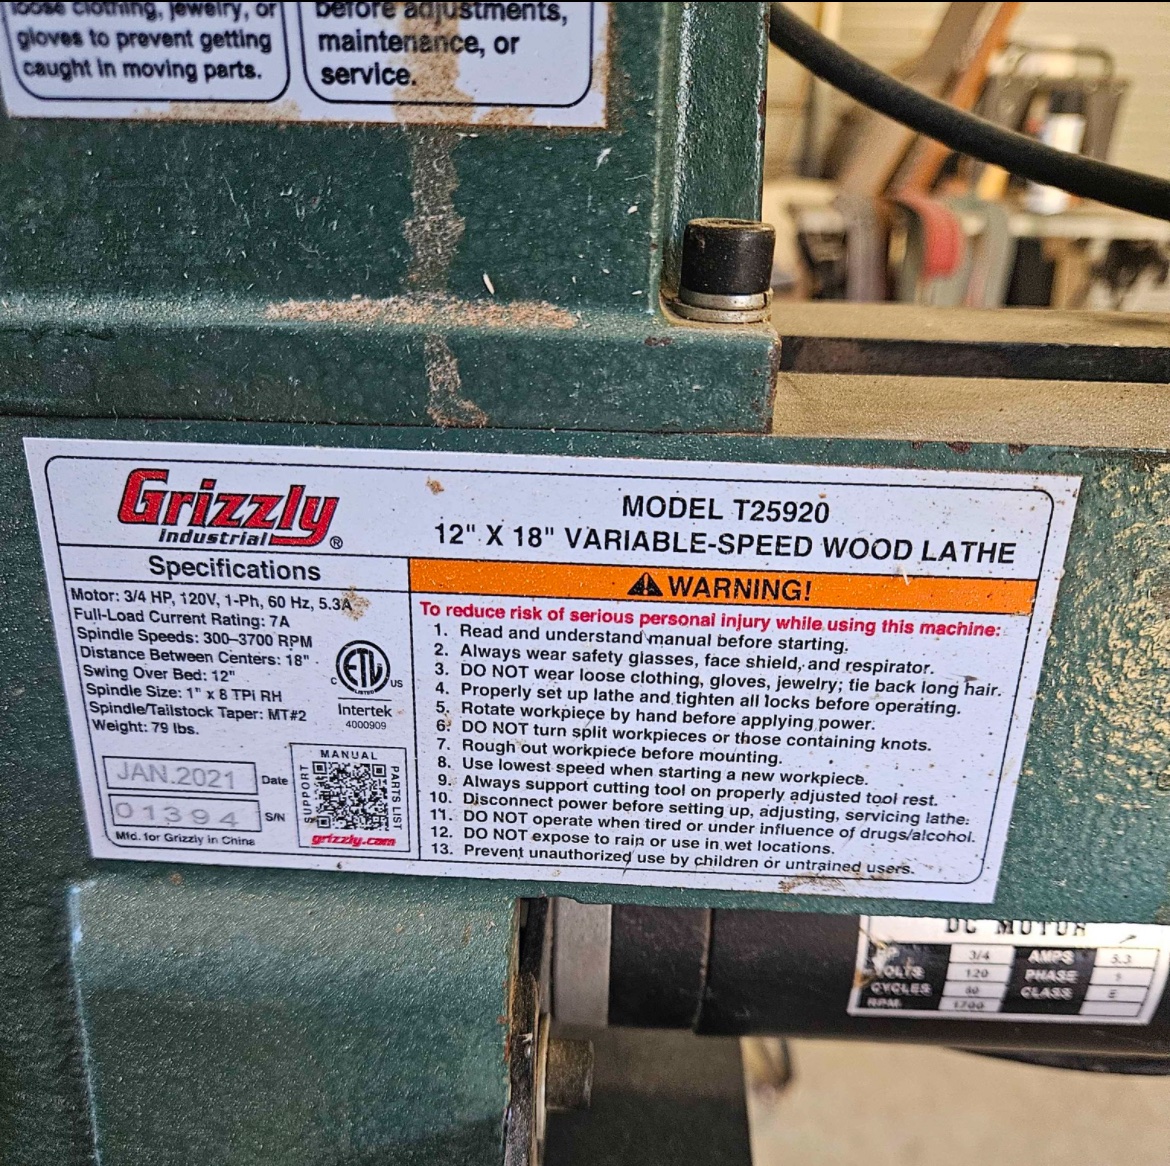 loose clothing, jewelry, or
gloves to prevent getting
caught in moving parts.
before adjustments,
maintenance, or
service.
Grizzly
Industrial®
MODEL T25920
12" X 18" VARIABLE-SPEED WOOD LATHE
Specifications
Motor: 3/4 HP, 120V, 1-Ph, 60 Hz, 5.3A
Full-Load Current Rating: 7A
Spindle Speeds: 300–3700 RPM
Distance Between Centers: 18"
Swing Over Bed: 12"
Spindle Size: 1" x 8 TPI RH
Spindle/Tailstock Taper: MT#2
Weight: 79 lbs.
C ETL US
LISTED
Intertek
4000909
JAN.2021 Date
01394 S/N
Mfd. for Grizzly in China
MANUAL
SUPPORT
PARTS LIST
grizzly.com
WARNING!
To reduce risk of serious personal injury while using this machine:
1. Read and understand manual before starting.
2. Always wear safety glasses, face shield, and respirator.
3. DO NOT wear loose clothing, gloves, jewelry; tie back long hair.
4. Properly set up lathe and tighten all locks before operating.
5. Rotate workpiece by hand before applying power.
6. DO NOT turn split workpieces or those containing knots.
7. Rough out workpiece before mounting.
8. Use lowest speed when starting a new workpiece.
9. Always support cutting tool on properly adjusted tool rest.
10. Disconnect power before setting up, adjusting, servicing lathe.
11. DO NOT operate when tired or under influence of drugs/alcohol.
12. DO NOT expose to rain or use in wet locations.
13. Prevent unauthorized use by children or untrained users.
DC MOTOR
3/4 AMPS 5.3
VOLTS 120 PHASE
CYCLES 60 CLASS
RPM 1700